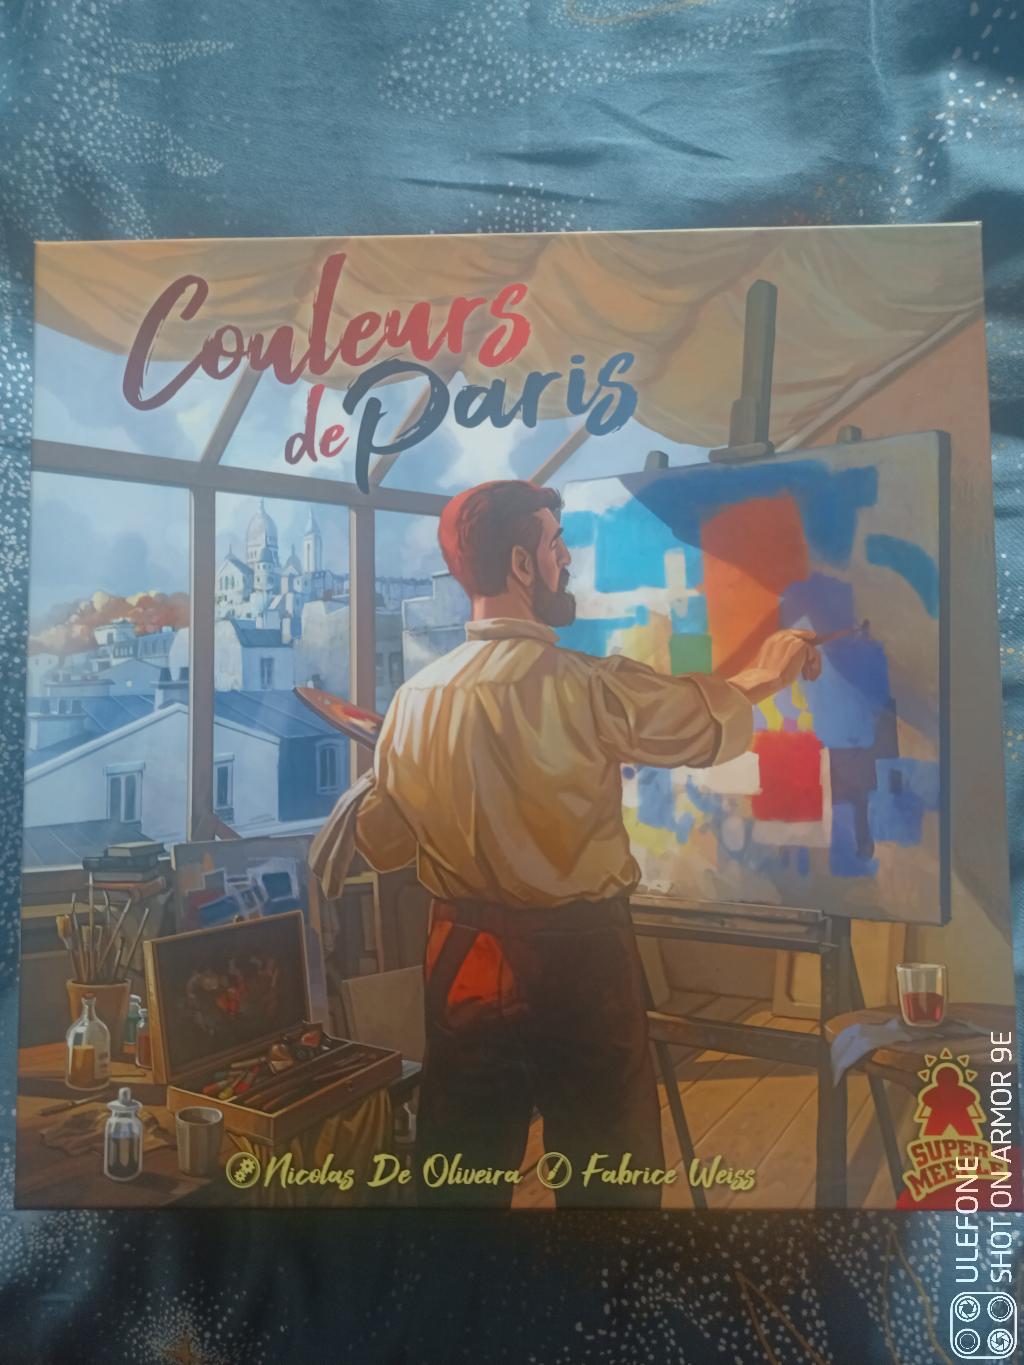 Couleurs
de Paris
Nicolas De Oliveira Fabrice Weiss
SUPER
MEEPLE
ULEFONE
SHOT ON ARMOR 9E